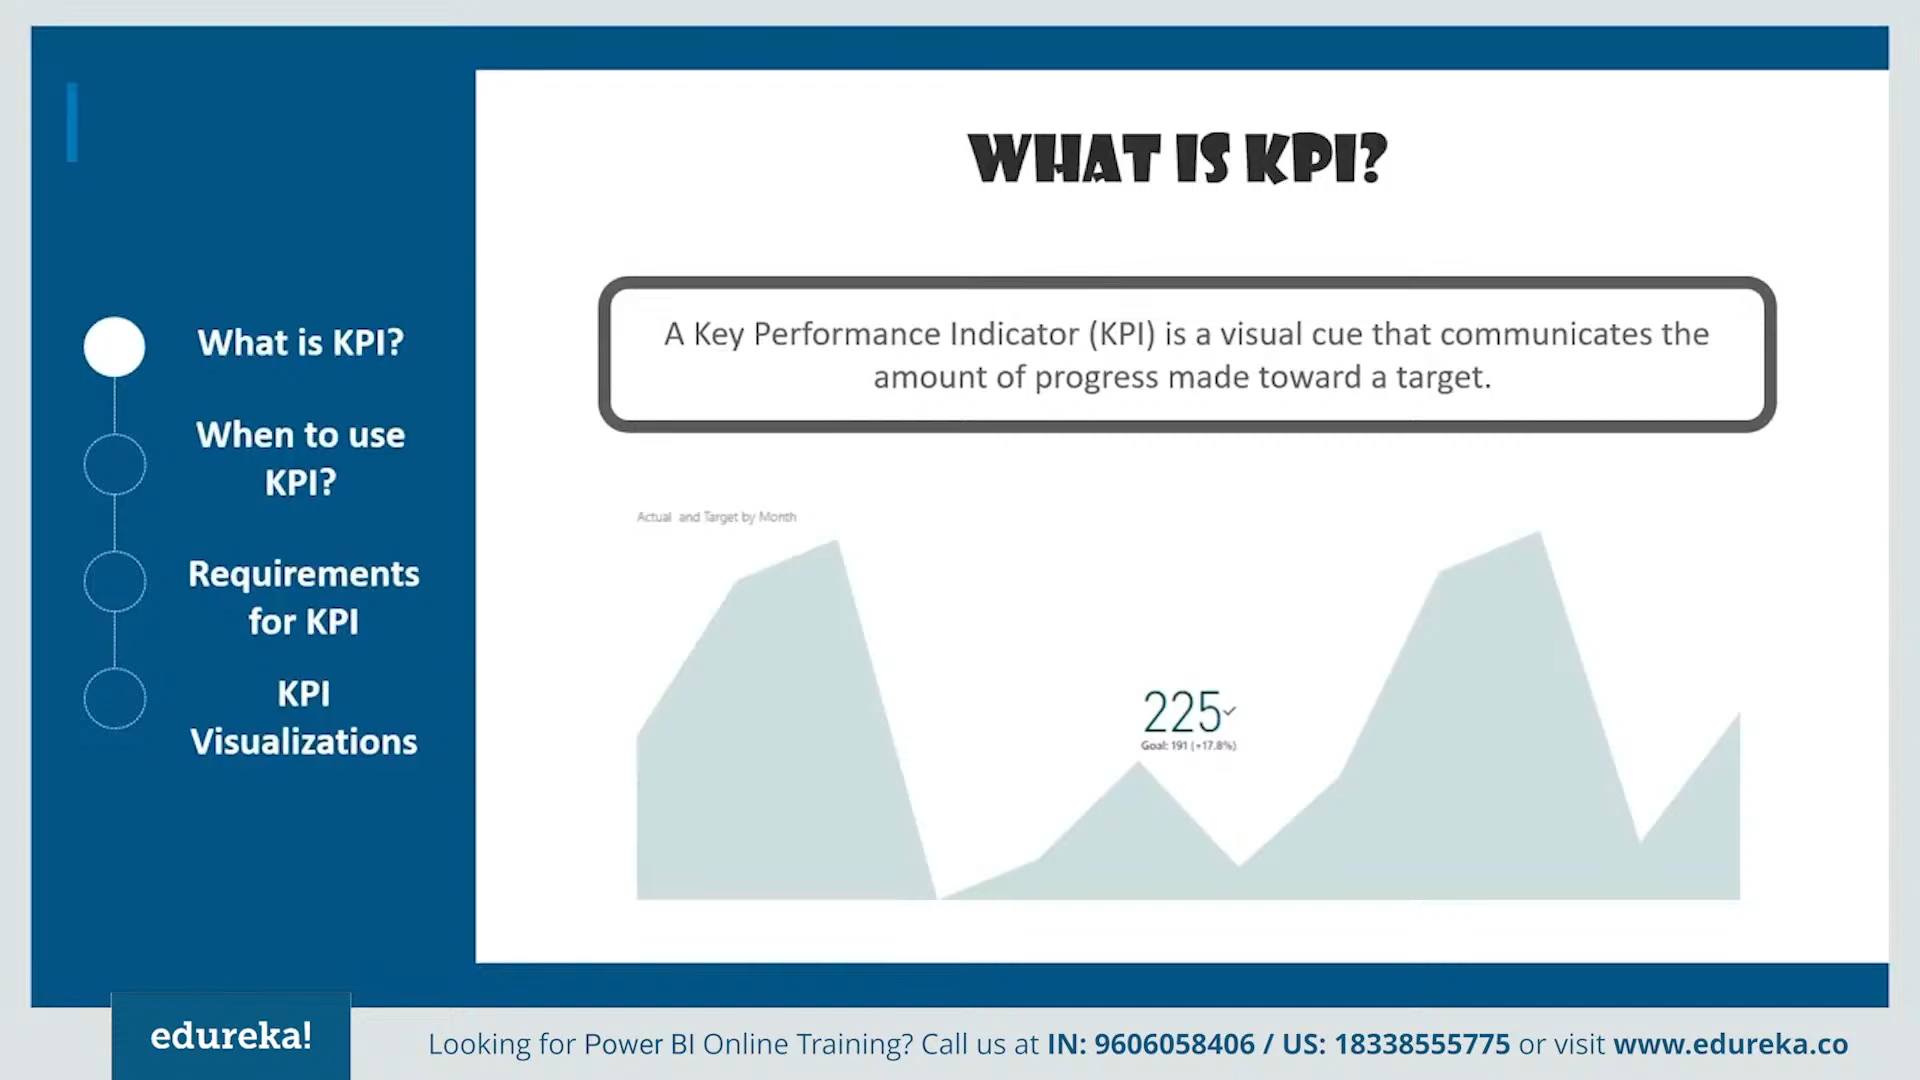 WHAT IS KPI?
What is KPI?
When to use
KPI?
Requirements
for KPI
KPI
Visualizations
A Key Performance Indicator (KPI) is a visual cue that communicates the
amount of progress made toward a target.
Actual and Target by Month
225✓
Goal: 191 (+17.8%)
edureka!
Looking for Power BI Online Training? Call us at IN: 9606058406 / US: 18338555775 or visit www.edureka.co